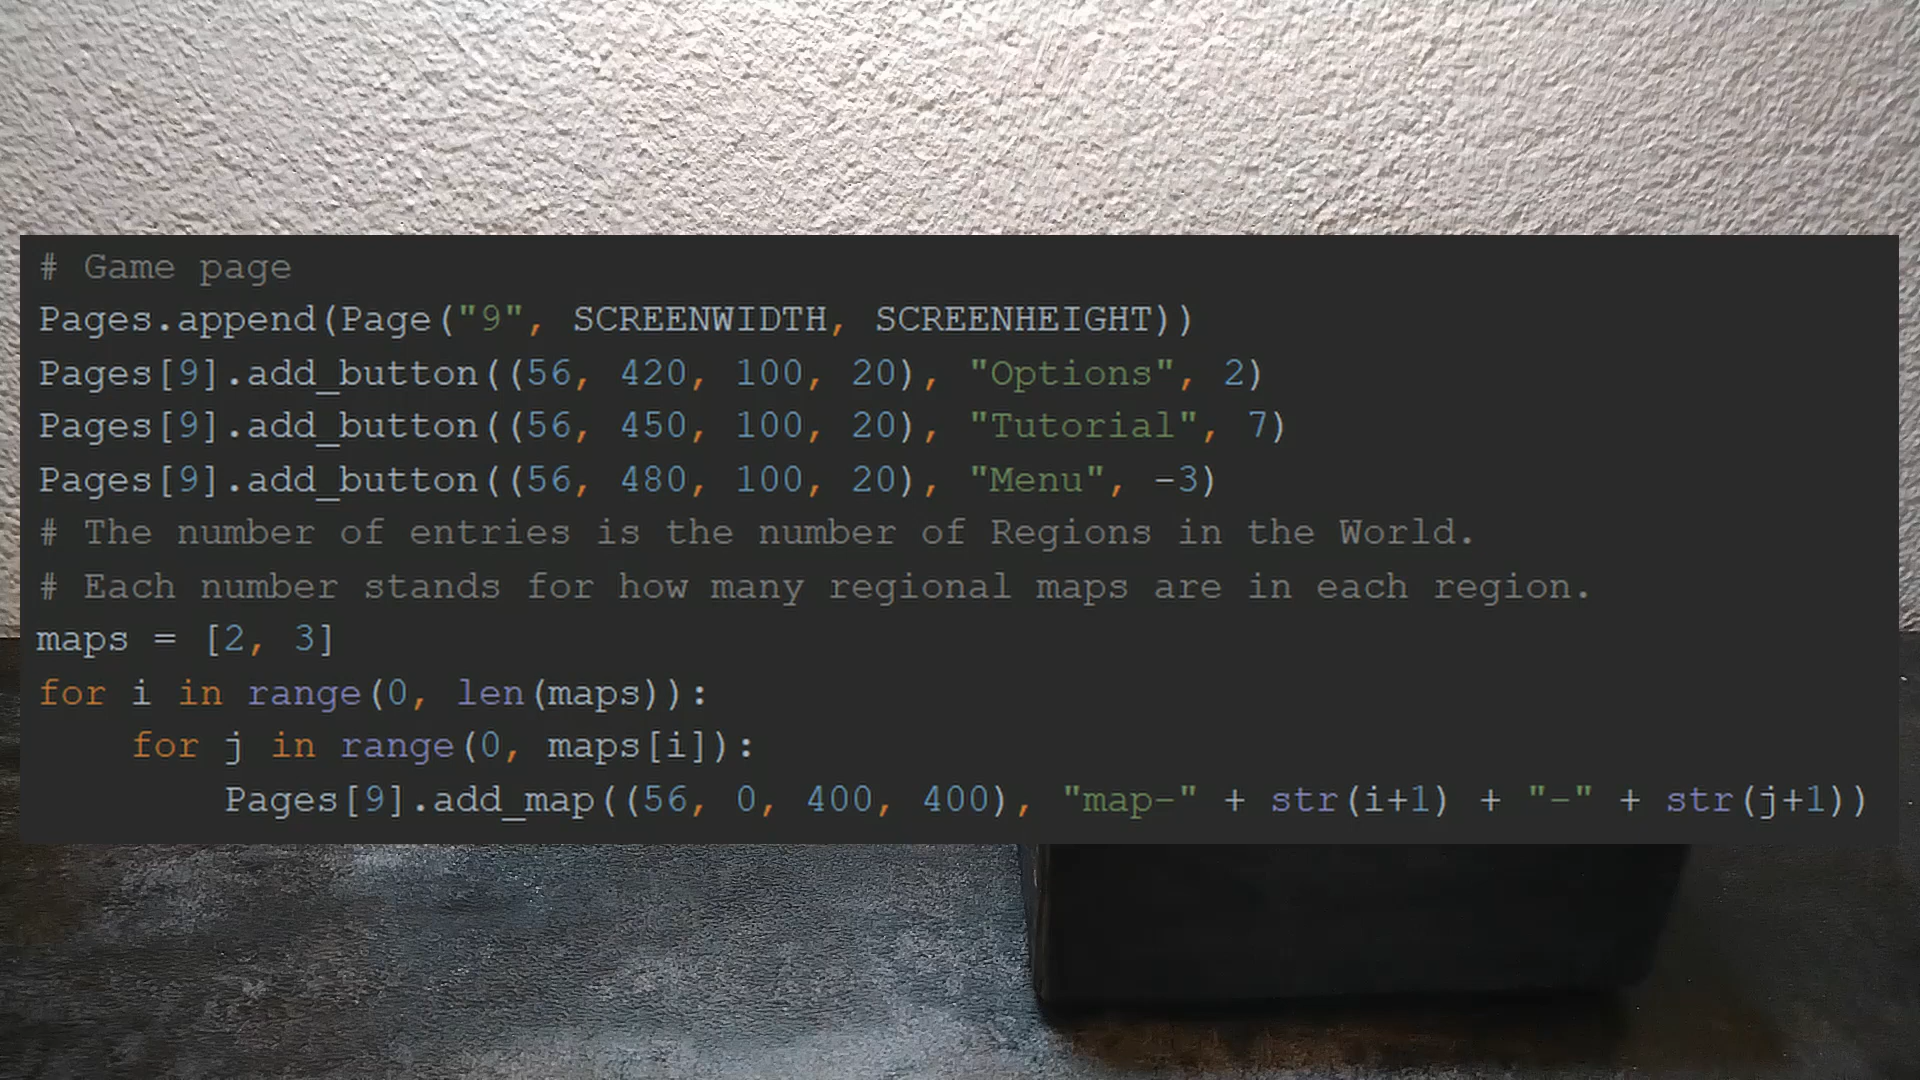 # Game page
Pages.append(Page("9", SCREENWIDTH, SCREENHEIGHT))
Pages[9].add_button((56, 420, 100, 20), "Options", 2)
Pages[9].add_button((56, 450, 100, 20), "Tutorial", 7)
Pages[9].add_button((56, 480, 100, 20), "Menu", -3)
# The number of entries is the number of Regions in the World.
# Each number stands for how many regional maps are in each region.
maps = [2, 3]
for i in range(0, len(maps)):
    for j in range(0, maps[i]):
        Pages[9].add_map((56, 0, 400, 400), "map-" + str(i+1) + "-" + str(j+1))